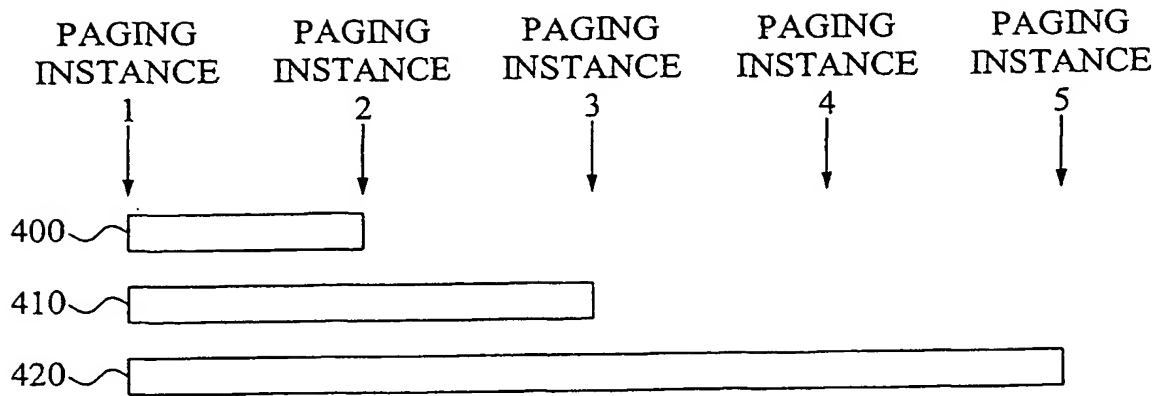 PAGING INSTANCE 1
PAGING INSTANCE 2
PAGING INSTANCE 3
PAGING INSTANCE 4
PAGING INSTANCE 5
400
410
420